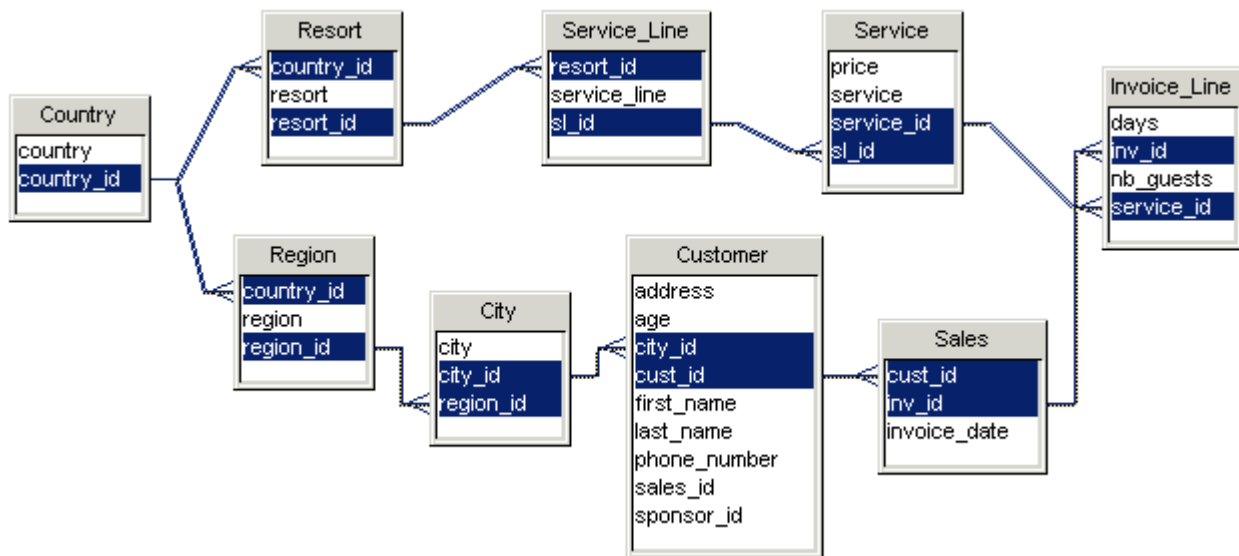 Country
country
country_id
Resort
country_id
resort
resort_id
Service_Line
resort_id
service_line
sl_id
Service
price
service
service_id
sl_id
Invoice_Line
days
inv_id
nb_guests
service_id
Region
country_id
region
region_id
City
city
city_id
region_id
Customer
address
age
city_id
cust_id
first_name
last_name
phone_number
sales_id
sponsor_id
Sales
cust_id
inv_id
invoice_date